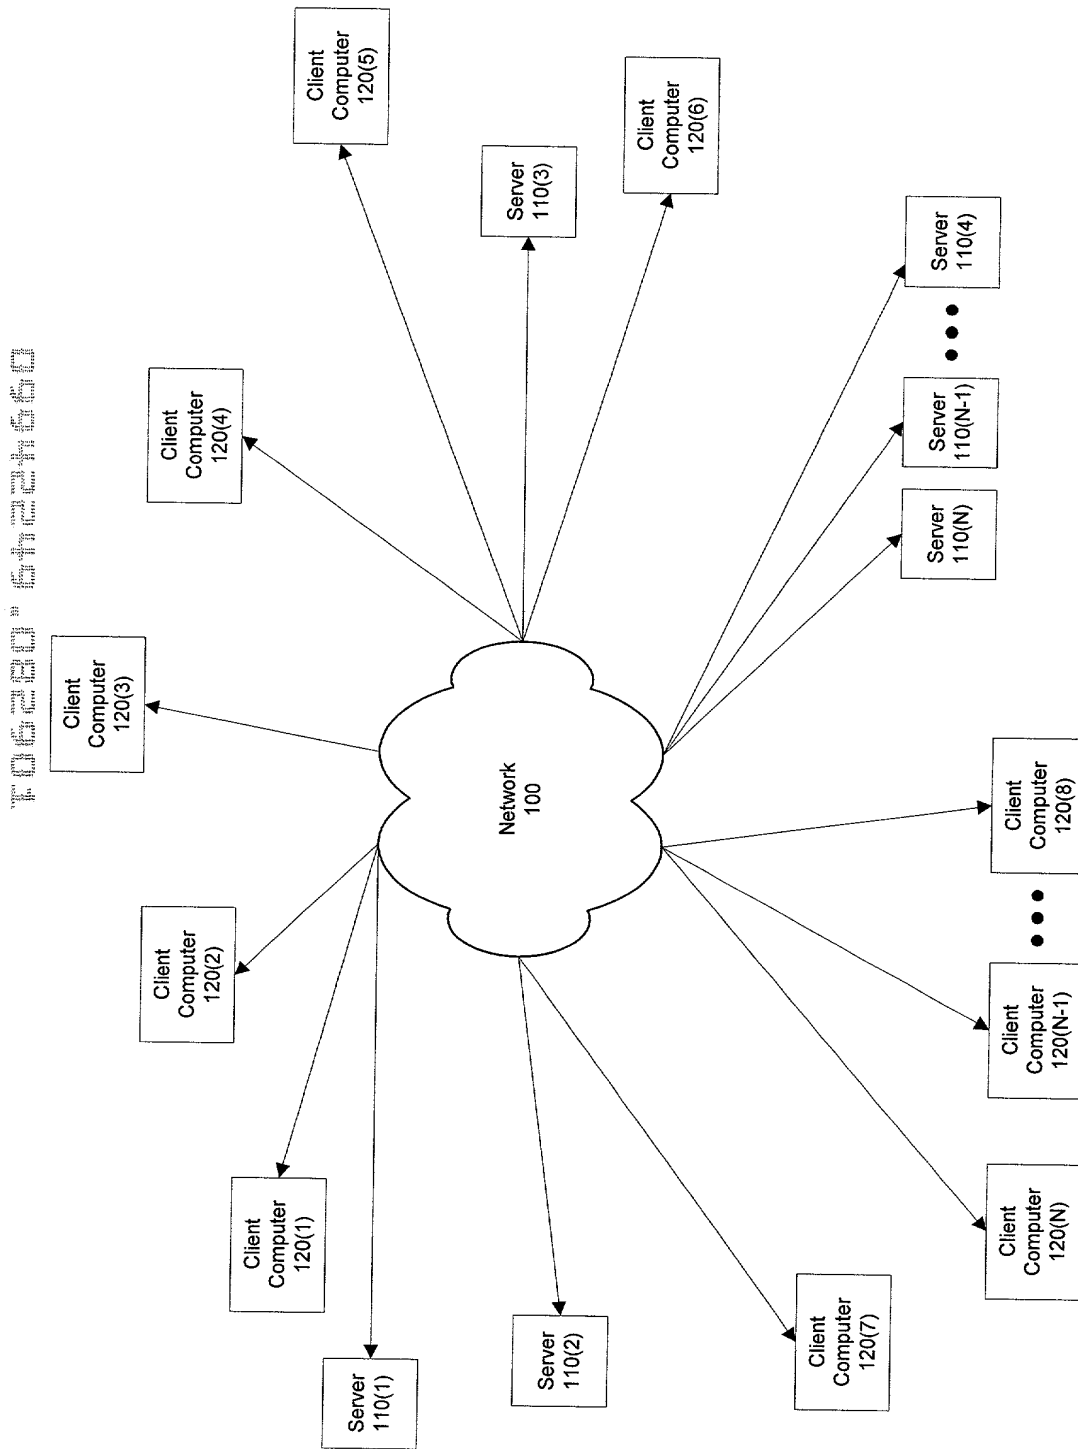 Client
Computer
120(5)
Client
Computer
120(6)
Server
110(3)
Server
110(4)
Client
Computer
120(4)
Server
110(N-1)
Server
110(N)
Client
Computer
120(3)
Network
100
Client
Computer
120(8)
Client
Computer
120(2)
Client
Computer
120(N-1)
Client
Computer
120(1)
Client
Computer
120(N)
Server
110(2)
Client
Computer
120(7)
Server
110(1)